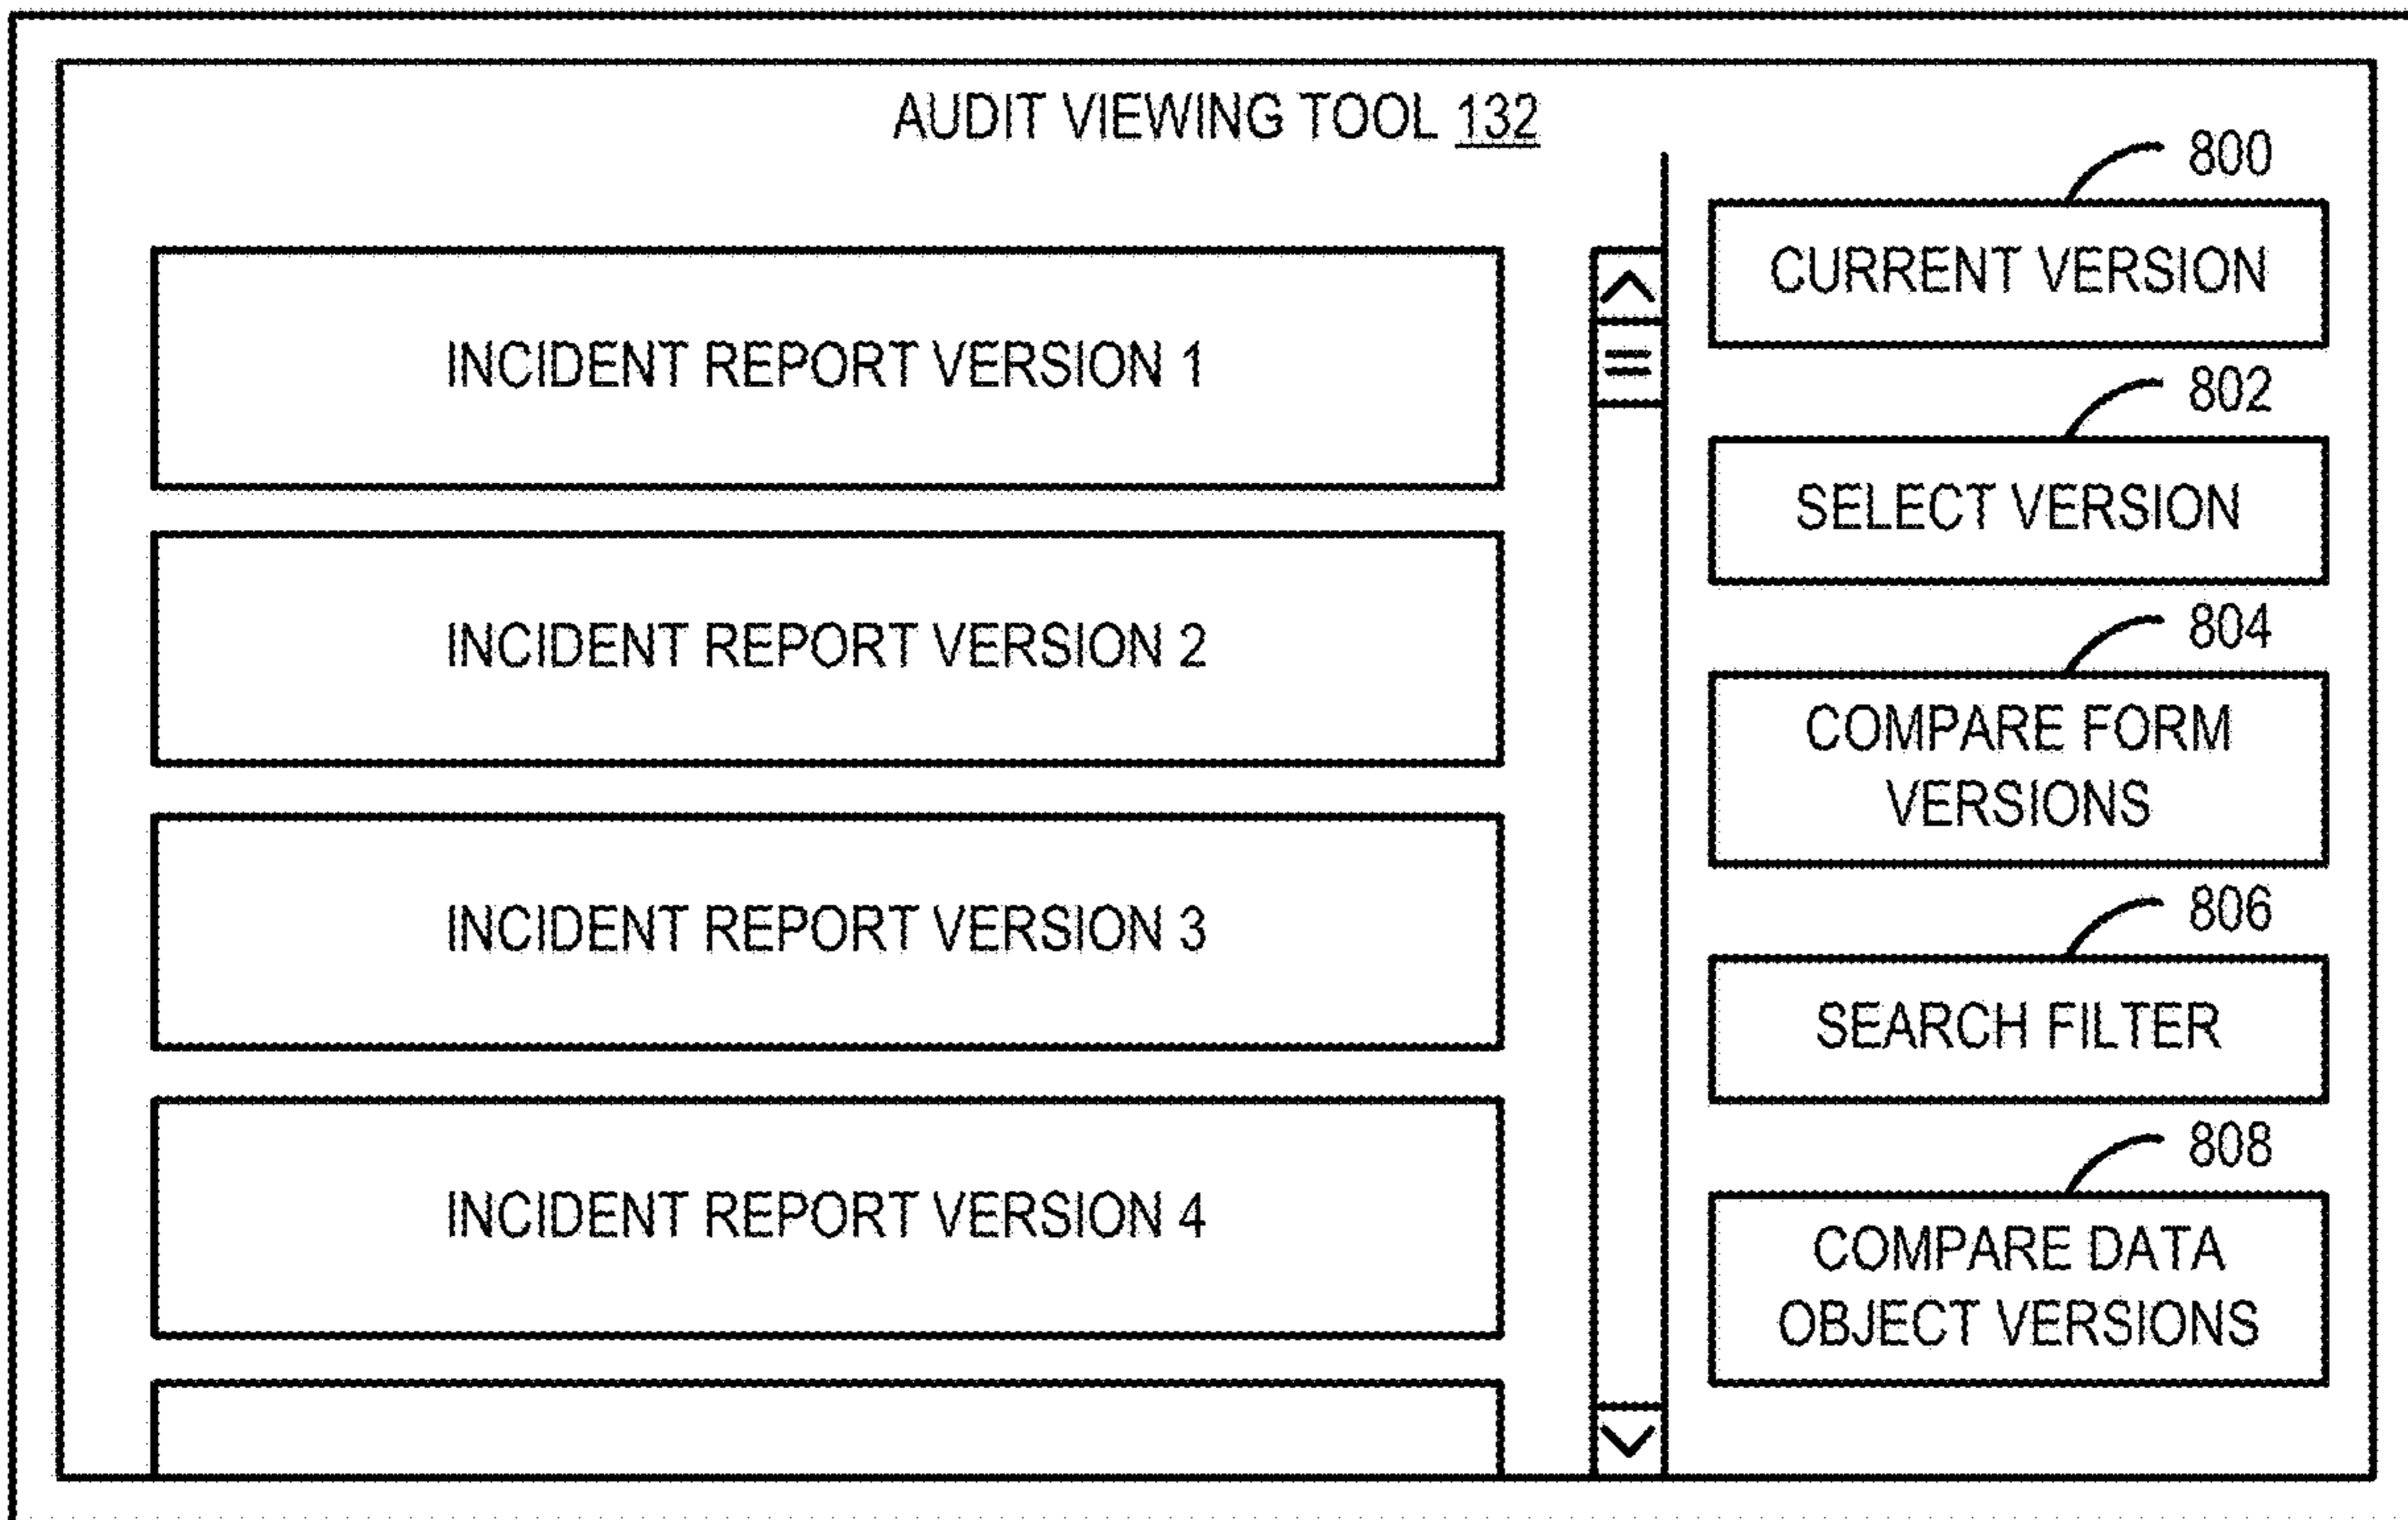 AUDIT VIEWING TOOL 132
INCIDENT REPORT VERSION 1
INCIDENT REPORT VERSION 2
INCIDENT REPORT VERSION 3
INCIDENT REPORT VERSION 4
800
CURRENT VERSION
802
SELECT VERSION
804
COMPARE FORM
VERSIONS
806
SEARCH FILTER
808
COMPARE DATA
OBJECT VERSIONS